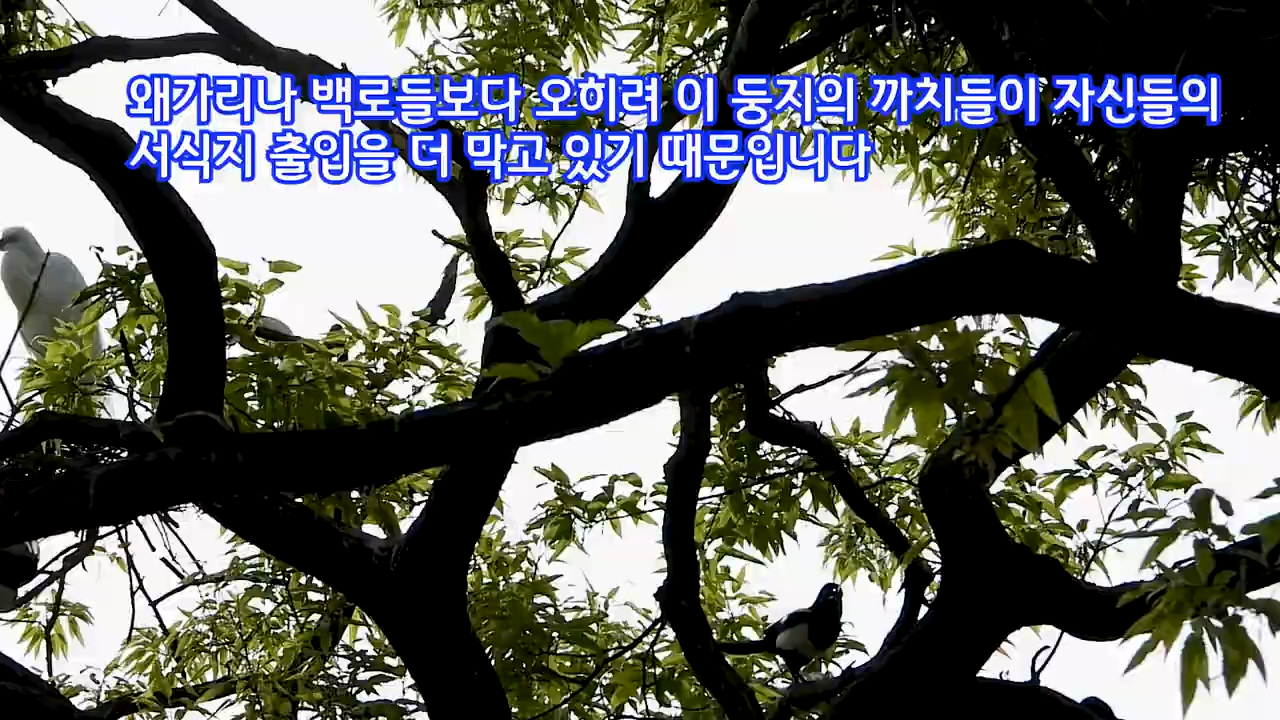 왜가리나 백로들보다 오히려 이 둥지의 까치들이 자신들의
서식지 출입을 더 막고 있기 때문입니다